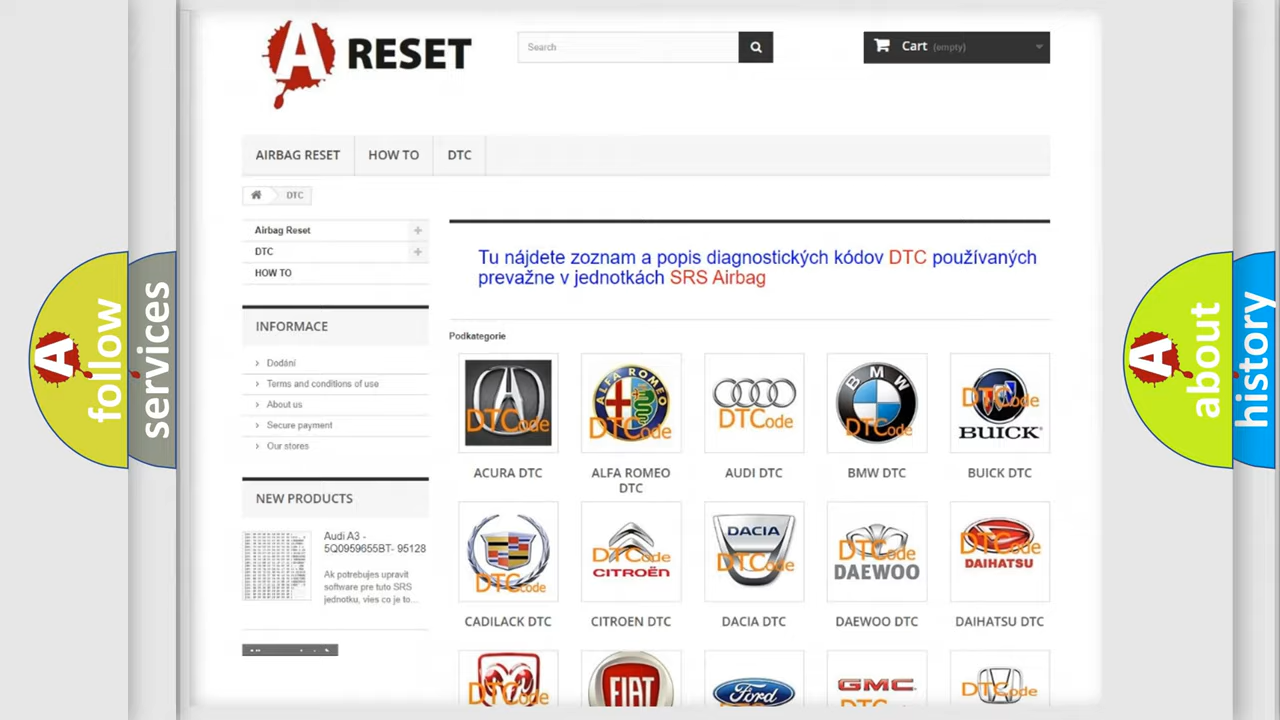 A RESET
Search
Cart (empty)
AIRBAG RESET
HOW TO
DTC
DTC
Airbag Reset
DTC
HOW TO
INFORMACE
Dodání
Terms and conditions of use
About us
Secure payment
Our stores
NEW PRODUCTS
Audi A3 -
5Q0959655BT- 95128
Ak potrebujes upravit
software pre tuto SRS
jednotku, vies co je to...
Tu nájdete zoznam a popis diagnostických kódov DTC používaných
prevažne v jednotkách SRS Airbag
Podkategorie
DTCode
ALFA ROMEO
DTCode
DTCode
BMW
DTCode
DTCode
BUICK
ACURA DTC
ALFA ROMEO
DTC
AUDI DTC
BMW DTC
BUICK DTC
DTCode
DTCode
CITROËN
DACIA
DTCode
DTCode
DAEWOO
DTCode
DAIHATSU
CADILACK DTC
CITROEN DTC
DACIA DTC
DAEWOO DTC
DAIHATSU DTC
DTCode
FIAT
Ford
GMC
DTCode
A
follow
services
A
about
history